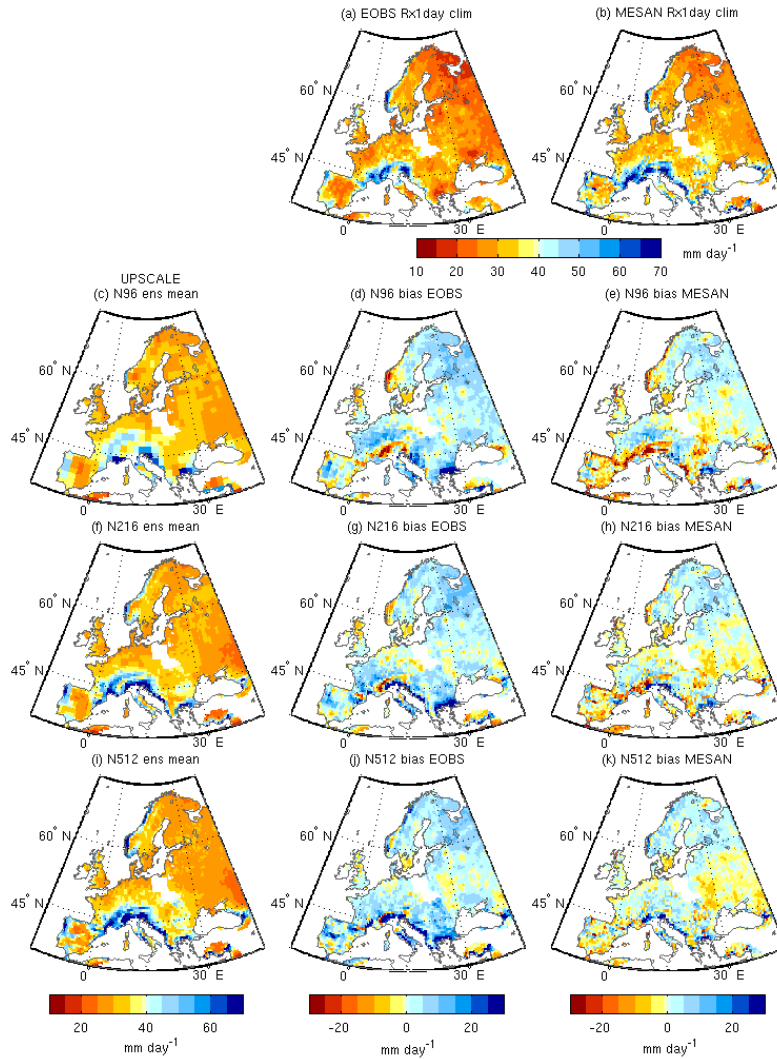 (a) EOBS Rx1day clim
(b) MESAN Rx1day clim
60° N
60° N
45° N
45° N
0
30 E
0
30 E
10 20 30 40 50 60 70
mm day⁻¹
UPSCALE
(c) N96 ens mean
(d) N96 bias EOBS
(e) N96 bias MESAN
60° N
60° N
60° N
45° N
45° N
45° N
0
30 E
0
30 E
0
30 E
(f) N216 ens mean
(g) N216 bias EOBS
(h) N216 bias MESAN
60° N
60° N
60° N
45° N
45° N
45° N
0
30 E
0
30 E
0
30 E
(i) N512 ens mean
(j) N512 bias EOBS
(k) N512 bias MESAN
60° N
60° N
60° N
45° N
45° N
45° N
0
30 E
0
30 E
0
30 E
20 40 60
-20 0 20
-20 0 20
mm day⁻¹
mm day⁻¹
mm day⁻¹